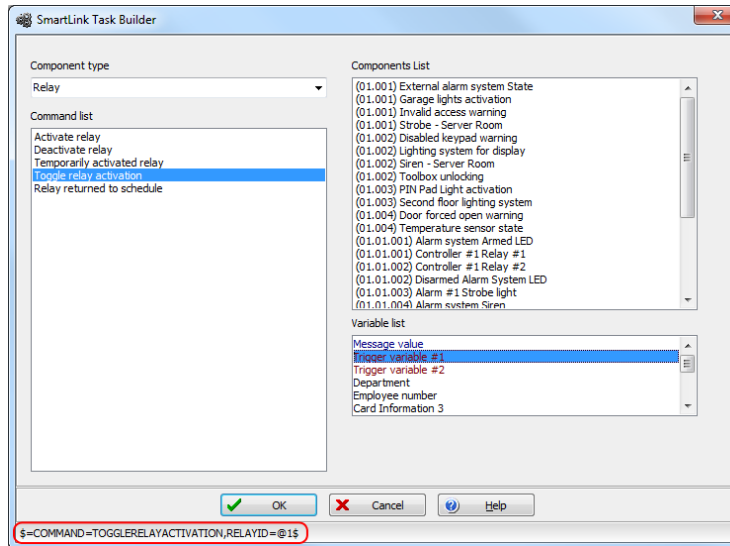 SmartLink Task Builder
Component type
Relay
Command list
Activate relay
Deactivate relay
Temporarily activated relay
Toggle relay activation
Relay returned to schedule
Components List
(01.001) External alarm system State
(01.001) Garage lights activation
(01.001) Invalid access warning
(01.001) Strobe - Server Room
(01.002) Disabled keypad warning
(01.002) Lighting system for display
(01.002) Siren - Server Room
(01.002) Toolbox unlocking
(01.003) PIN Pad Light activation
(01.003) Second floor lighting system
(01.004) Door forced open warning
(01.004) Temperature sensor state
(01.01.001) Alarm system Armed LED
(01.01.001) Controller #1 Relay #1
(01.01.002) Controller #1 Relay #2
(01.01.002) Disarmed Alarm System LED
(01.01.003) Alarm #1 Strobe light
(01.01.004) Alarm system Siren
Variable list
Message value
Trigger variable #1
Trigger variable #2
Department
Employee number
Card Information 3
OK
Cancel
Help
$=COMMAND=TOGGLERELAYACTIVATION,RELAYID=@1$